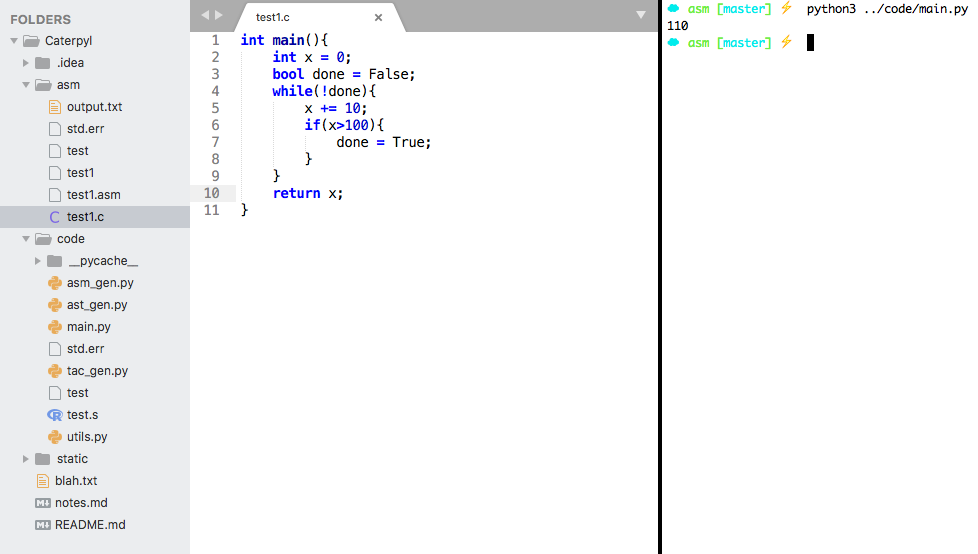 FOLDERS
Caterpyl
.idea
asm
output.txt
std.err
test
test1
test1.asm
test1.c
code
__pycache__
asm_gen.py
ast_gen.py
main.py
std.err
tac_gen.py
test
test.s
utils.py
static
blah.txt
notes.md
README.md
test1.c ×
1 int main(){
2 int x = 0;
3 bool done = False;
4 while(!done){
5 x += 10;
6 if(x>100){
7 done = True;
8 }
9 }
10 return x;
11 }
asm [master] ⚡ python3 ../code/main.py
110
asm [master] ⚡